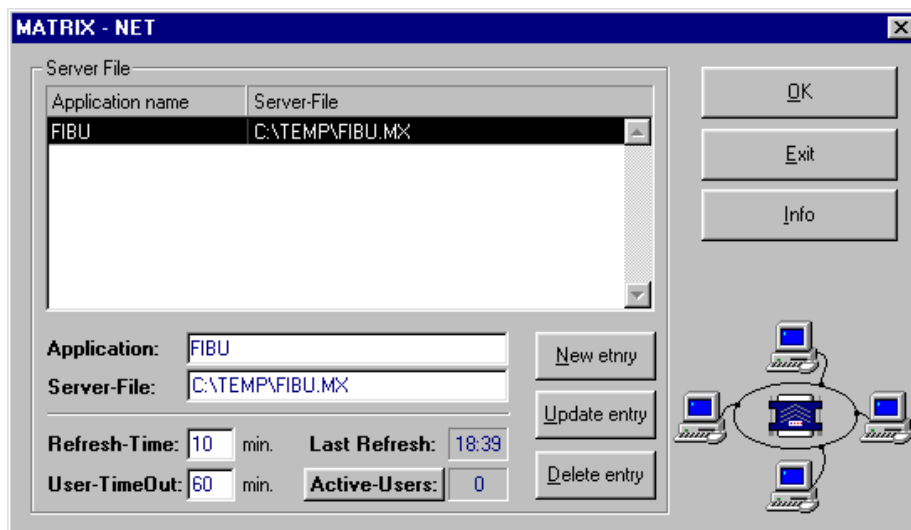 MATRIX - NET
Server File
Application name Server-File
FIBU C:\TEMP\FIBU.MX
OK
Exit
Info
Application: FIBU
Server-File: C:\TEMP\FIBU.MX
New etnry
Update entry
Delete entry
Refresh-Time: 10 min. Last Refresh: 18:39
User-TimeOut: 60 min. Active-Users: 0